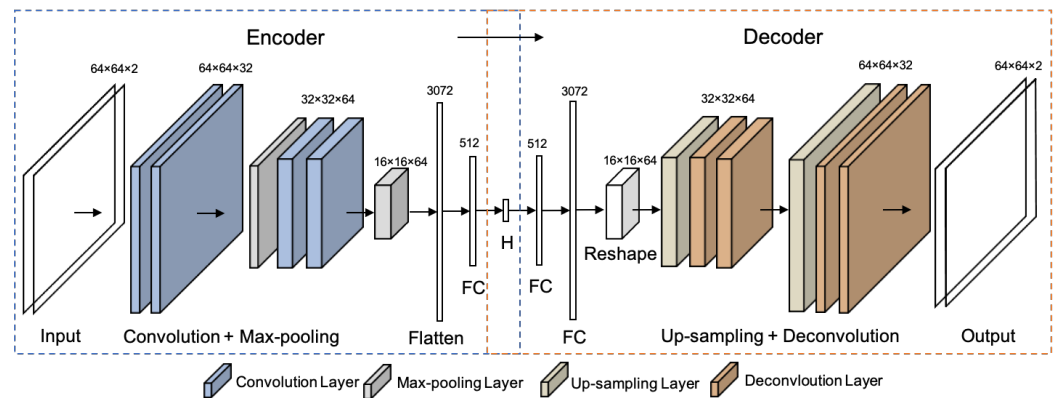 Encoder
Decoder
64×64×2
64×64×32
32×32×64
3072
512
16×16×64
H
512
3072
16×16×64
32×32×64
64×64×32
64×64×2
Reshape
FC
FC
Input
Convolution + Max-pooling
Flatten
FC
Up-sampling + Deconvolution
Output
Convolution Layer
Max-pooling Layer
Up-sampling Layer
Deconvloution Layer